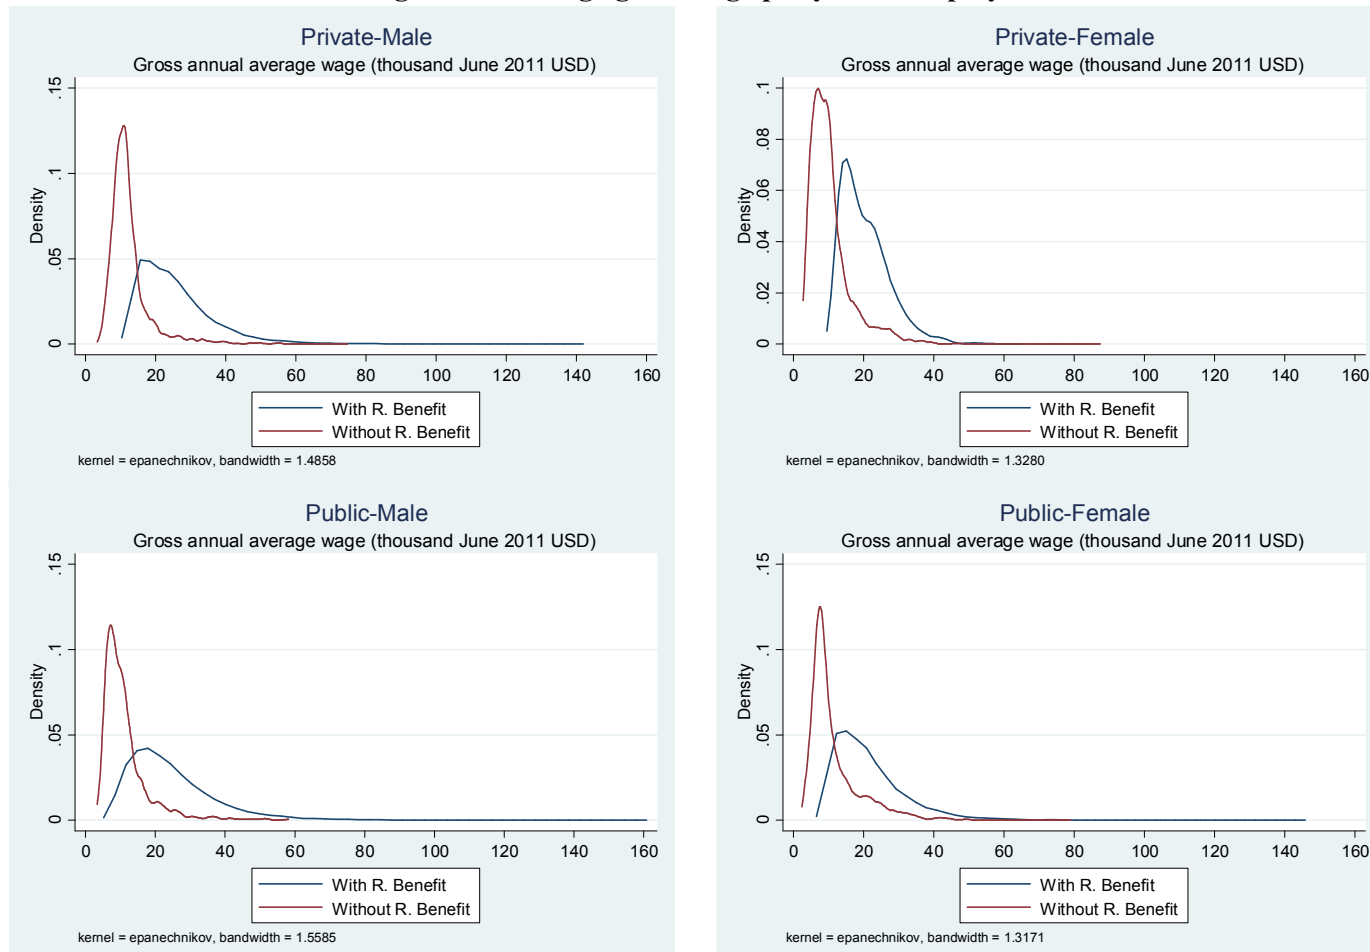 Private-Male
Gross annual average wage (thousand June 2011 USD)
Density
0 .05 .1 .15
0 20 40 60 80 100 120 140 160
With R. Benefit
Without R. Benefit
kernel = epanechnikov, bandwidth = 1.4858
Private-Female
Gross annual average wage (thousand June 2011 USD)
Density
0 .02 .04 .06 .08 .1
0 20 40 60 80 100 120 140 160
With R. Benefit
Without R. Benefit
kernel = epanechnikov, bandwidth = 1.3280
Public-Male
Gross annual average wage (thousand June 2011 USD)
Density
0 .05 .1 .15
0 20 40 60 80 100 120 140 160
With R. Benefit
Without R. Benefit
kernel = epanechnikov, bandwidth = 1.5585
Public-Female
Gross annual average wage (thousand June 2011 USD)
Density
0 .05 .1 .15
0 20 40 60 80 100 120 140 160
With R. Benefit
Without R. Benefit
kernel = epanechnikov, bandwidth = 1.3171